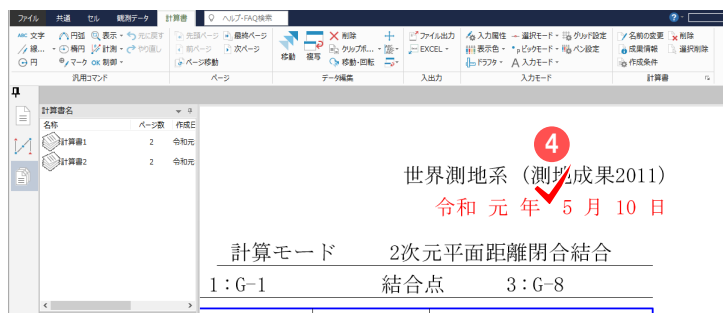 ファイル 共通 セル 観測データ 計算書 ヘルプ・FAQ検索
ABC 文字 円弧 表示 元に戻す 先頭ページ 最終ページ 削除 ファイル出力 入力属性 選択モード グリッド設定 名前の変更 削除
線... 楕円 計測 やり直し 前ページ 次ページ 移動 複写 クリップボ... EXCEL 表示色 ピックモード ペン設定 成果情報 選択削除
円 マーク OK 制御 ページ移動 移動・回転 ドラフタ A 入力モード 作成条件
汎用コマンド ページ データ編集 入出力 入力モード 計算書
計算書名
名称 ページ数 作成日
計算書1 2 令和元
計算書2 2 令和元
4
世界測地系（測地成果2011）
令和 元 年 5 月 10 日
計算モード 2次元平面距離閉合結合
1：G-1 結合点 3：G-8